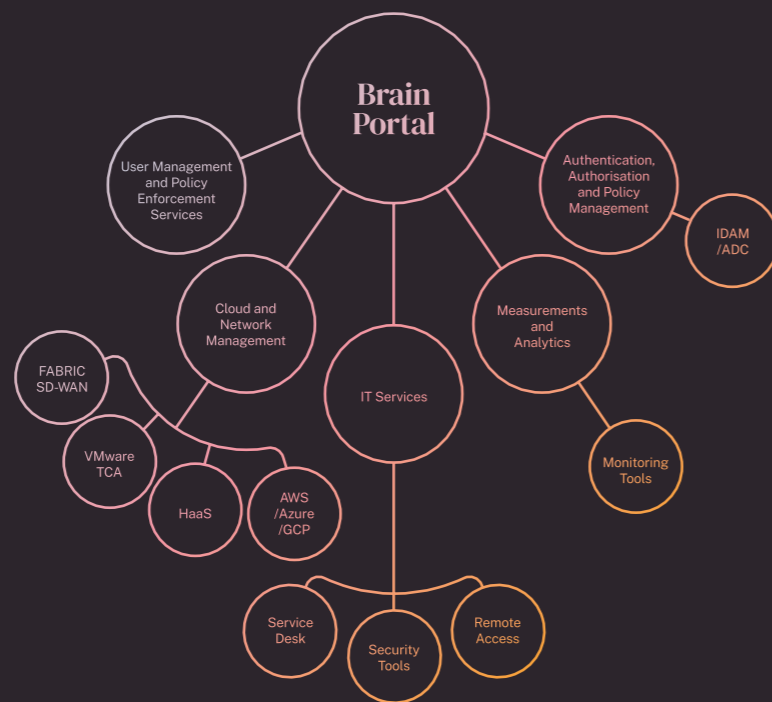 Brain
Portal
User Management
and Policy
Enforcement
Services
Authentication,
Authorisation
and Policy
Management
IDAM
/ADC
Cloud and
Network
Management
Measurements
and
Analytics
IT Services
FABRIC
SD-WAN
VMware
TCA
HaaS
AWS
/Azure
/GCP
Monitoring
Tools
Service
Desk
Security
Tools
Remote
Access